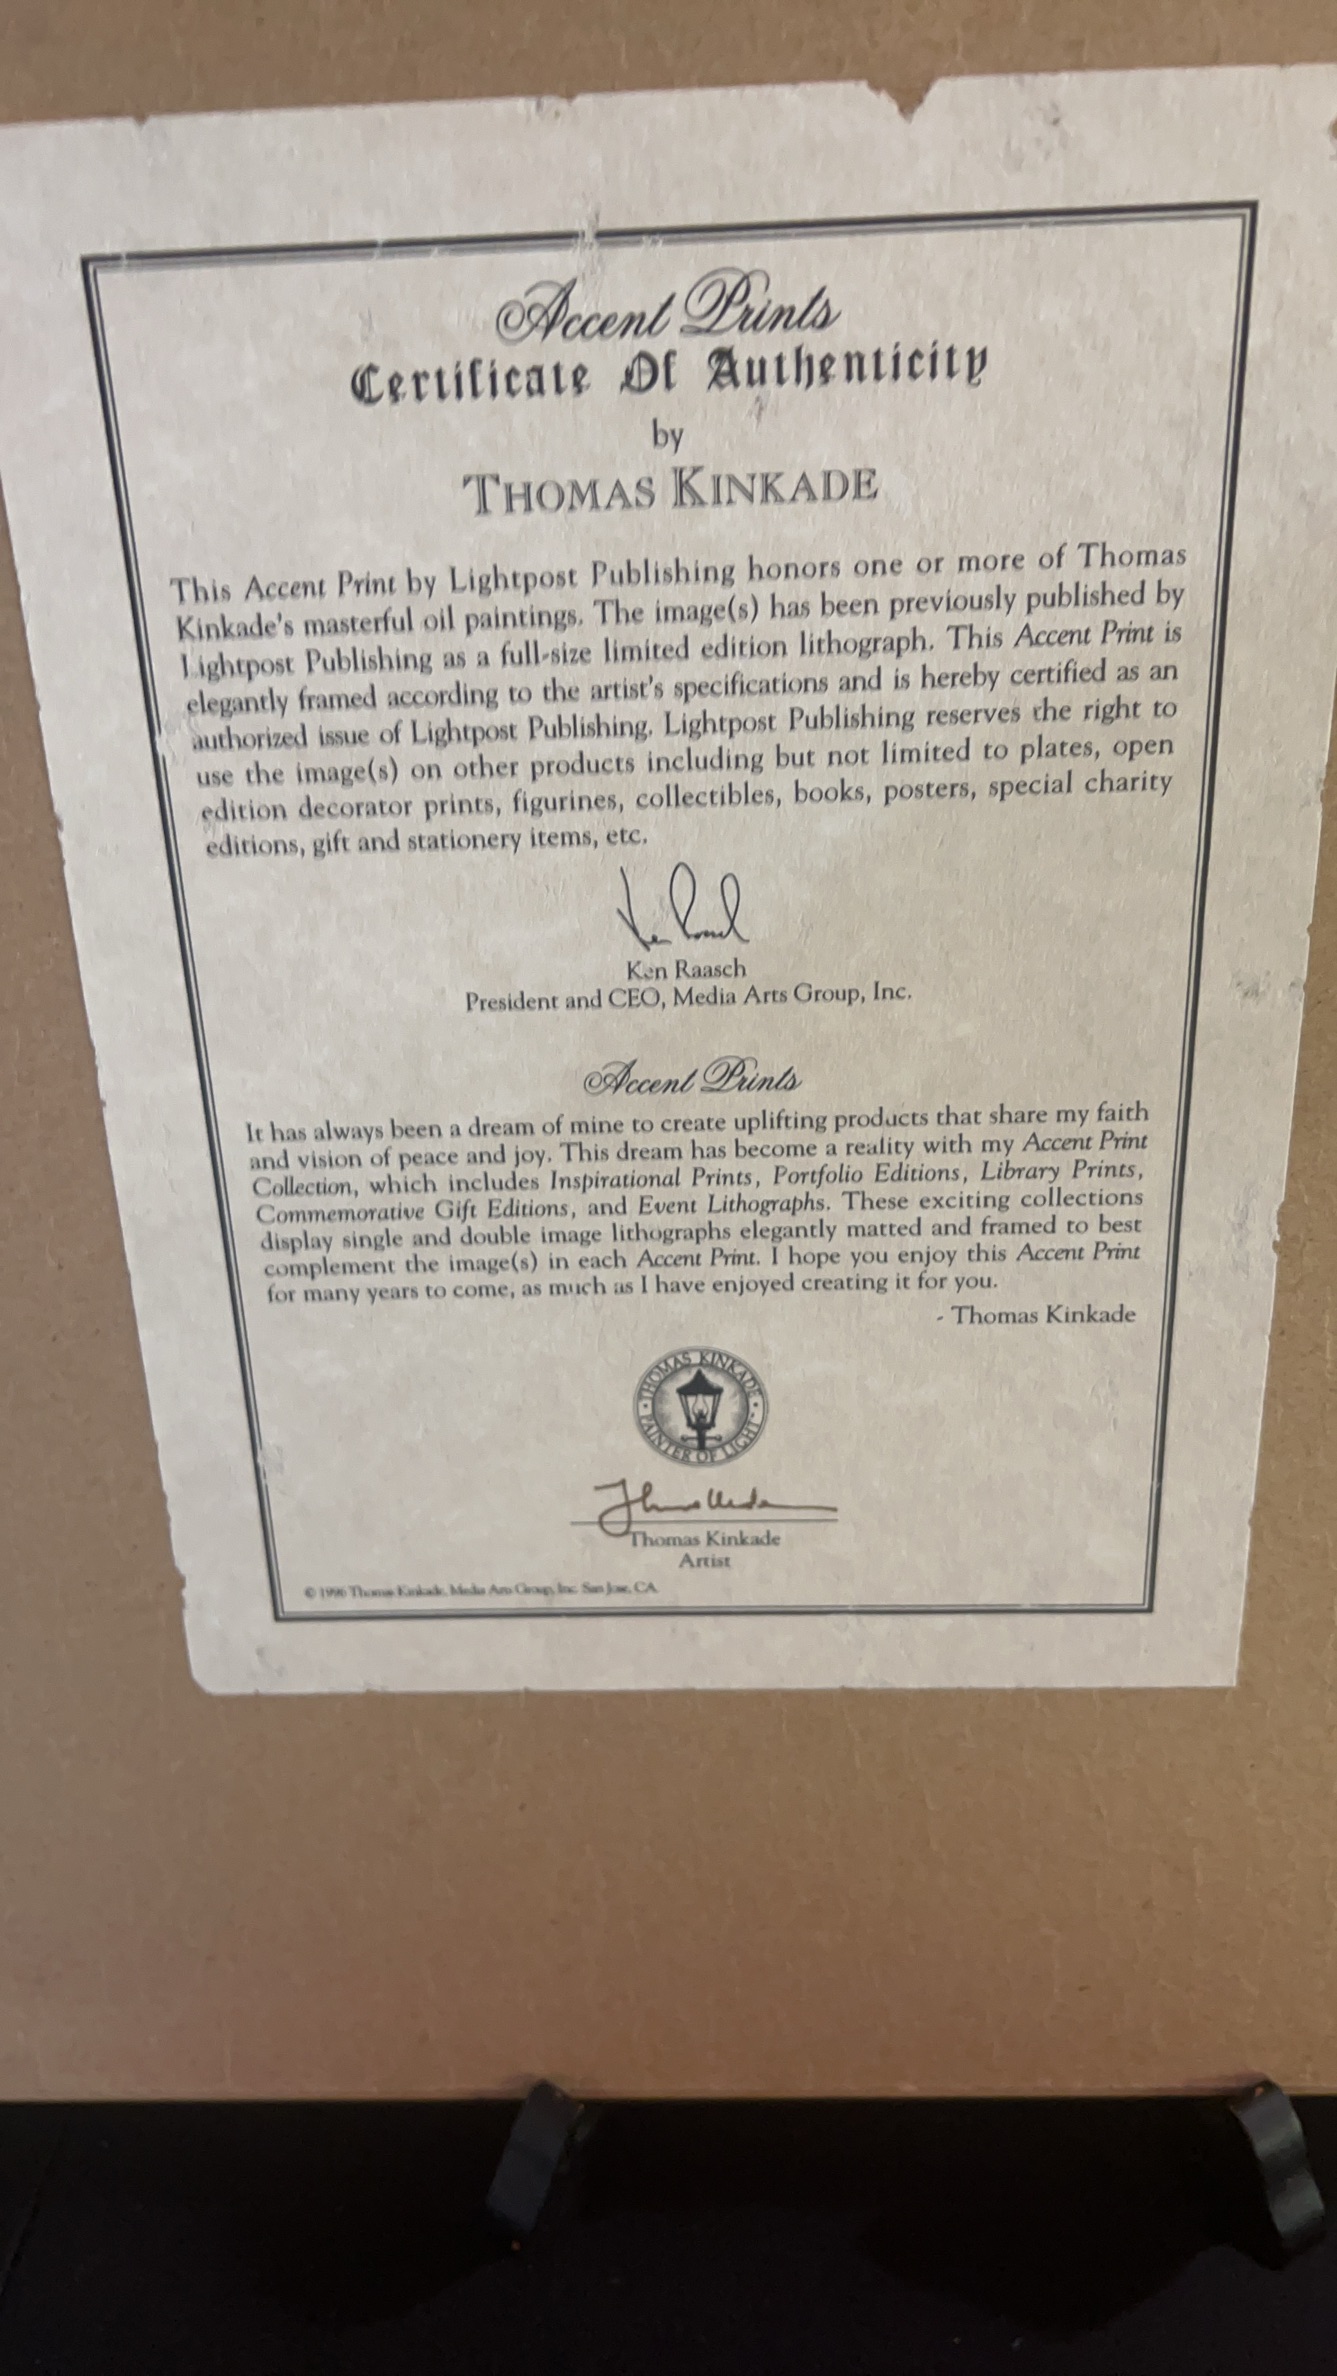 Accent Prints
Certificate Of Authenticity
by
THOMAS KINKADE
This Accent Print by Lightpost Publishing honors one or more of Thomas
Kinkade's masterful oil paintings. The image(s) has been previously published by
Lightpost Publishing as a full-size limited edition lithograph. This Accent Print is
elegantly framed according to the artist's specifications and is hereby certified as an
authorized issue of Lightpost Publishing. Lightpost Publishing reserves the right to
use the image(s) on other products including but not limited to plates, open
edition decorator prints, figurines, collectibles, books, posters, special charity
editions, gift and stationery items, etc.
Ken Raasch
President and CEO, Media Arts Group, Inc.
Accent Prints
It has always been a dream of mine to create uplifting products that share my faith
and vision of peace and joy. This dream has become a reality with my Accent Print
Collection, which includes Inspirational Prints, Portfolio Editions, Library Prints,
Commemorative Gift Editions, and Event Lithographs. These exciting collections
display single and double image lithographs elegantly matted and framed to best
complement the image(s) in each Accent Print. I hope you enjoy this Accent Print
for many years to come, as much as I have enjoyed creating it for you.
- Thomas Kinkade
THOMAS KINKADE
PAINTER OF LIGHT
Thomas Kinkade
Artist
© 1996 Thomas Kinkade, Media Arts Group, Inc. San Jose, CA